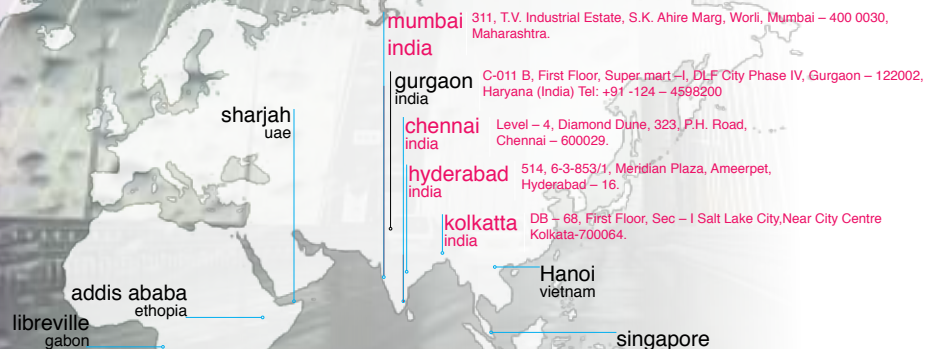 mumbai
india
311, T.V. Industrial Estate, S.K. Ahire Marg, Worli, Mumbai – 400 0030,
Maharashtra.
gurgaon
india
C-011 B, First Floor, Super mart –I, DLF City Phase IV, Gurgaon – 122002,
Haryana (India) Tel: +91 -124 – 4598200
sharjah
uae
chennai
india
Level – 4, Diamond Dune, 323, P.H. Road,
Chennai – 600029.
hyderabad
india
514, 6-3-853/1, Meridian Plaza, Ameerpet,
Hyderabad – 16.
kolkatta
india
DB – 68, First Floor, Sec – I Salt Lake City,Near City Centre
Kolkata-700064.
Hanoi
vietnam
addis ababa
ethopia
libreville
gabon
singapore